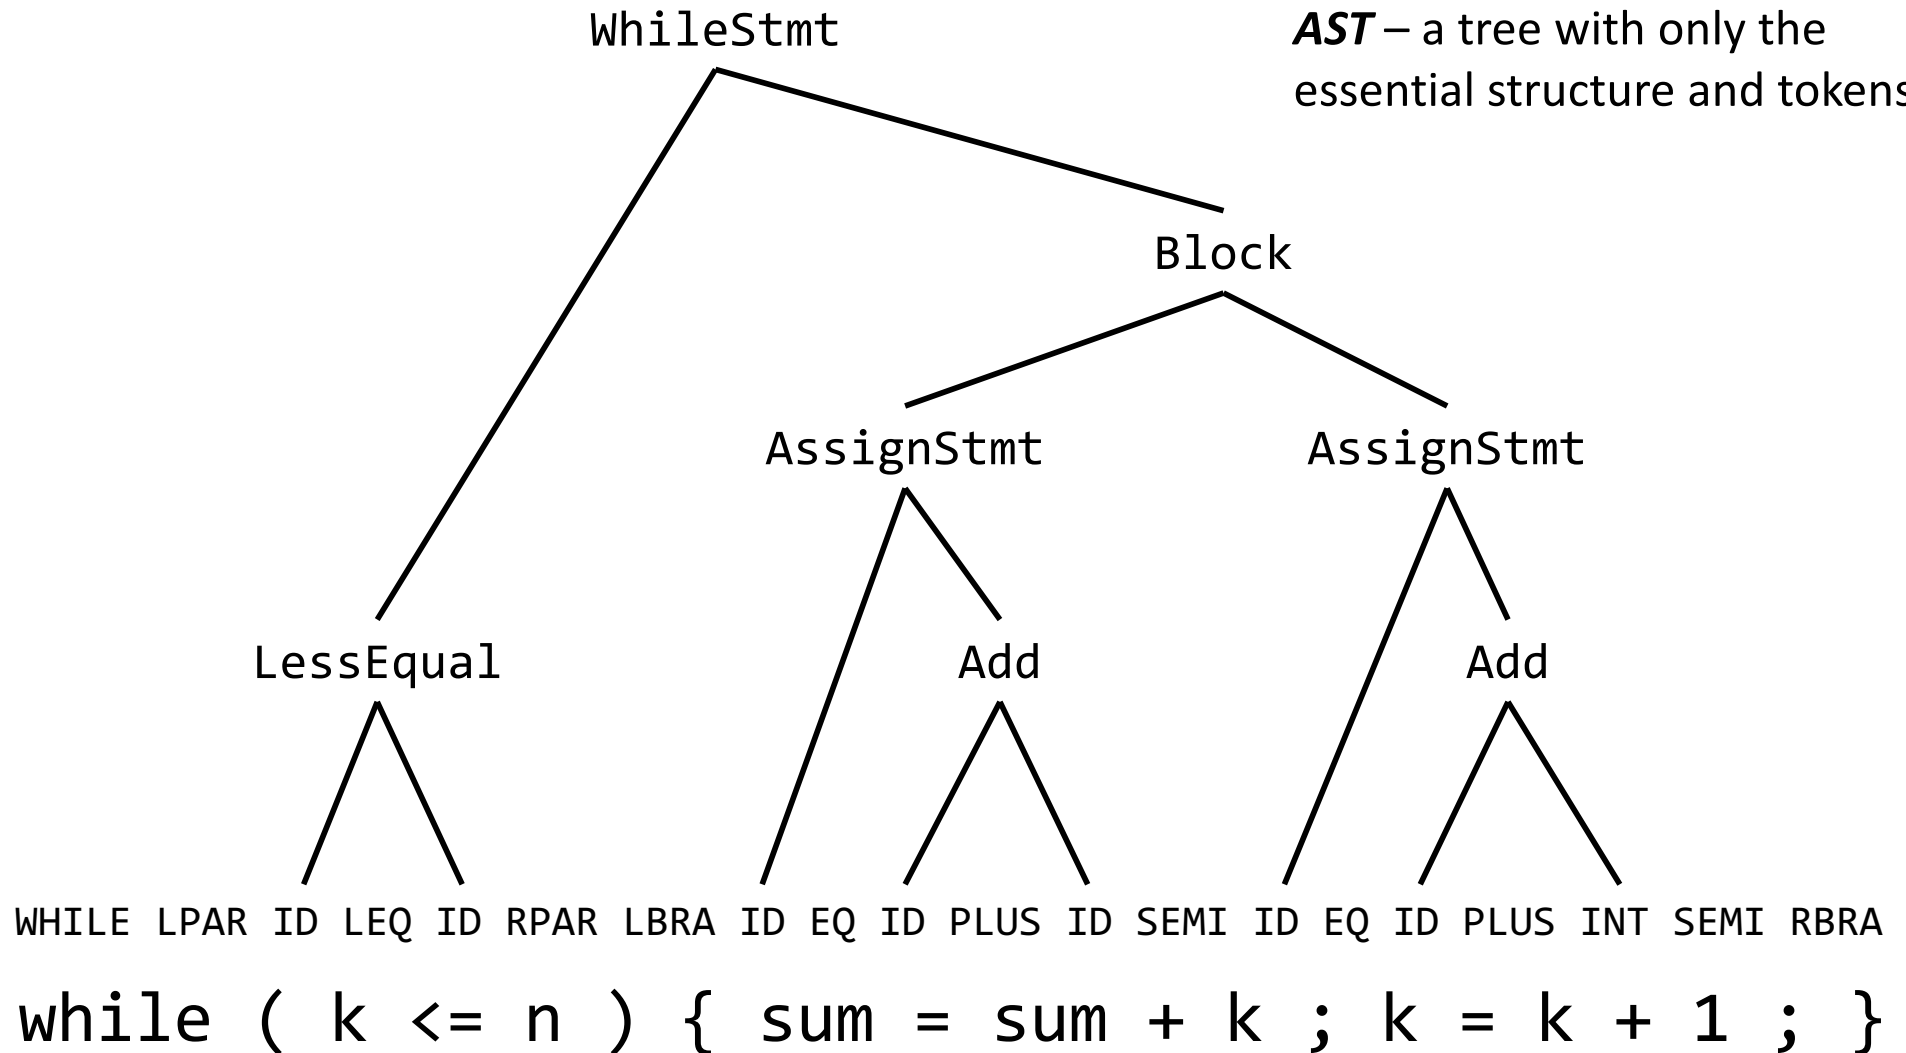 WhileStmt
AST – a tree with only the
essential structure and tokens
Block
AssignStmt AssignStmt
LessEqual Add Add
WHILE LPAR ID LEQ ID RPAR LBRA ID EQ ID PLUS ID SEMI ID EQ ID PLUS INT SEMI RBRA
while ( k <= n ) { sum = sum + k ; k = k + 1 ; }